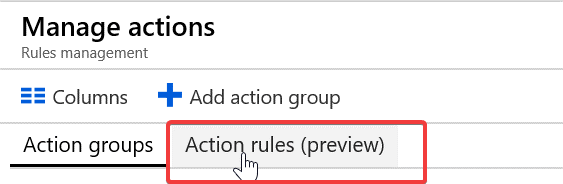 Manage actions
Rules management
Columns
Add action group
Action groups
Action rules (preview)